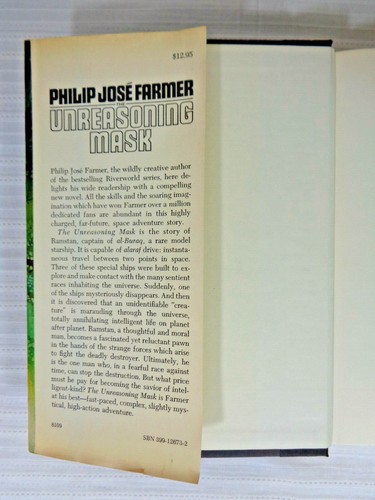 $12.95
PHILIP JOSÉ FARMER
THE
UNREASONING
MASK
Philip José Farmer, the wildly creative author
of the bestselling Riverworld series, here de-
lights his wide readership with a compelling
new novel. All the skills and the soaring imag-
ination which have won Farmer over a million
dedicated fans are abundant in this highly
charged, far-future, space adventure story.
The Unreasoning Mask is the story of
Ramstan, captain of al-Buraq, a rare model
starship. It is capable of alaraf drive: instanta-
neous travel between two points in space.
Three of these special ships were built to ex-
plore and make contact with the many sentient
races inhabiting the universe. Suddenly, one
of the ships mysteriously disappears. And then
it is discovered that an unidentifiable "crea-
ture" is marauding through the universe,
totally annihilating intelligent life on planet
after planet. Ramstan, a thoughtful and moral
man, becomes a fascinated yet reluctant pawn
in the hands of the strange forces which arise
to fight the deadly destroyer. Ultimately, he
is the one man who, in a fearful race against
time, can stop the destruction. But what price
must he pay for becoming the savior of intel-
ligent-kind? The Unreasoning Mask is Farmer
at his best—fast-paced, complex, slightly mys-
tical, high-action adventure.
8109
SBN 399-12673-2